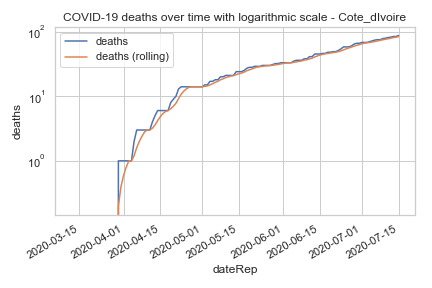 COVID-19 deaths over time with logarithmic scale - Cote_dIvoire
deaths
deaths (rolling)
10²
10¹
10⁰
deaths
2020-03-15
2020-04-01
2020-04-15
2020-05-01
2020-05-15
2020-06-01
2020-06-15
2020-07-01
2020-07-15
dateRep